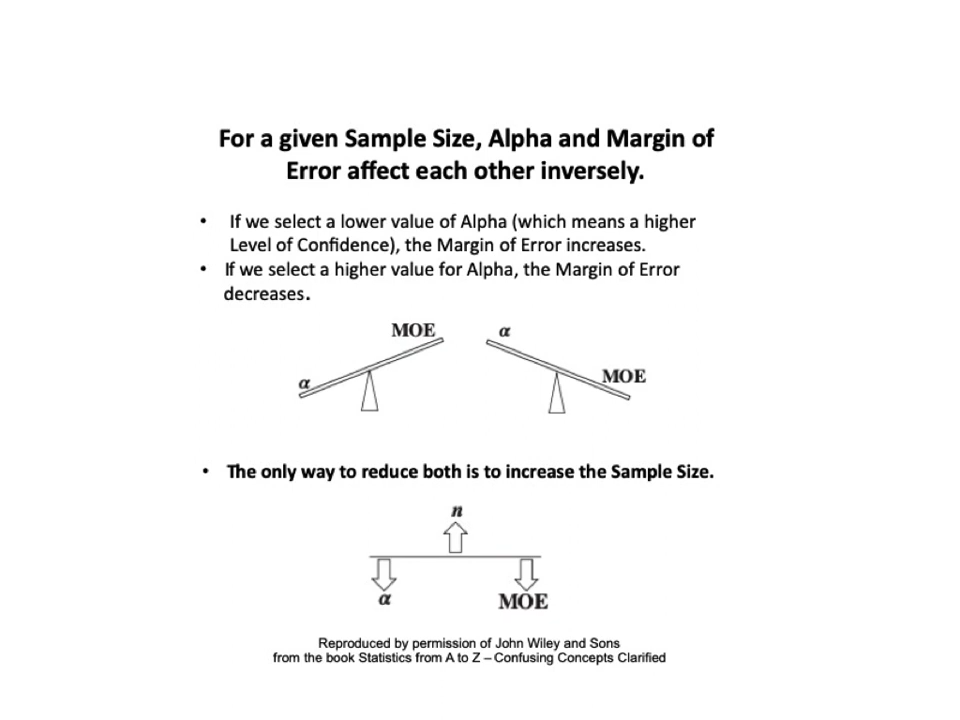 For a given Sample Size, Alpha and Margin of
Error affect each other inversely.
• If we select a lower value of Alpha (which means a higher
Level of Confidence), the Margin of Error increases.
• If we select a higher value for Alpha, the Margin of Error
decreases.
MOE α
α MOE
• The only way to reduce both is to increase the Sample Size.
n
α MOE
Reproduced by permission of John Wiley and Sons
from the book Statistics from A to Z – Confusing Concepts Clarified